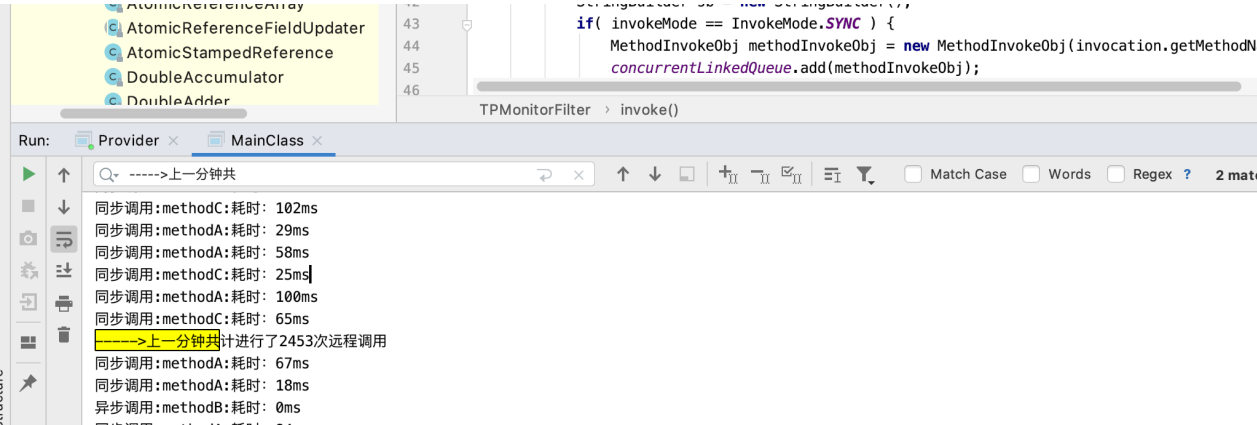 AtomicReferenceArray
AtomicReferenceFieldUpdater
AtomicStampedReference
DoubleAccumulator
DoubleAdder
42 StringBuilder sb = new StringBuilder();
43 if( invokeMode == InvokeMode.SYNC ) {
44 MethodInvokeObj methodInvokeObj = new MethodInvokeObj(invocation.getMethodN
45 concurrentLinkedQueue.add(methodInvokeObj);
46
TPMonitorFilter > invoke()
Run: Provider MainClass
----->上一分钟共 Match Case Words Regex ? 2 mat
同步调用:methodC:耗时: 102ms
同步调用:methodA:耗时: 29ms
同步调用:methodA:耗时: 58ms
同步调用:methodC:耗时: 25ms
同步调用:methodA:耗时: 100ms
同步调用:methodC:耗时: 65ms
----->上一分钟共计进行了2453次远程调用
同步调用:methodA:耗时: 67ms
同步调用:methodA:耗时: 18ms
异步调用:methodB:耗时: 0ms